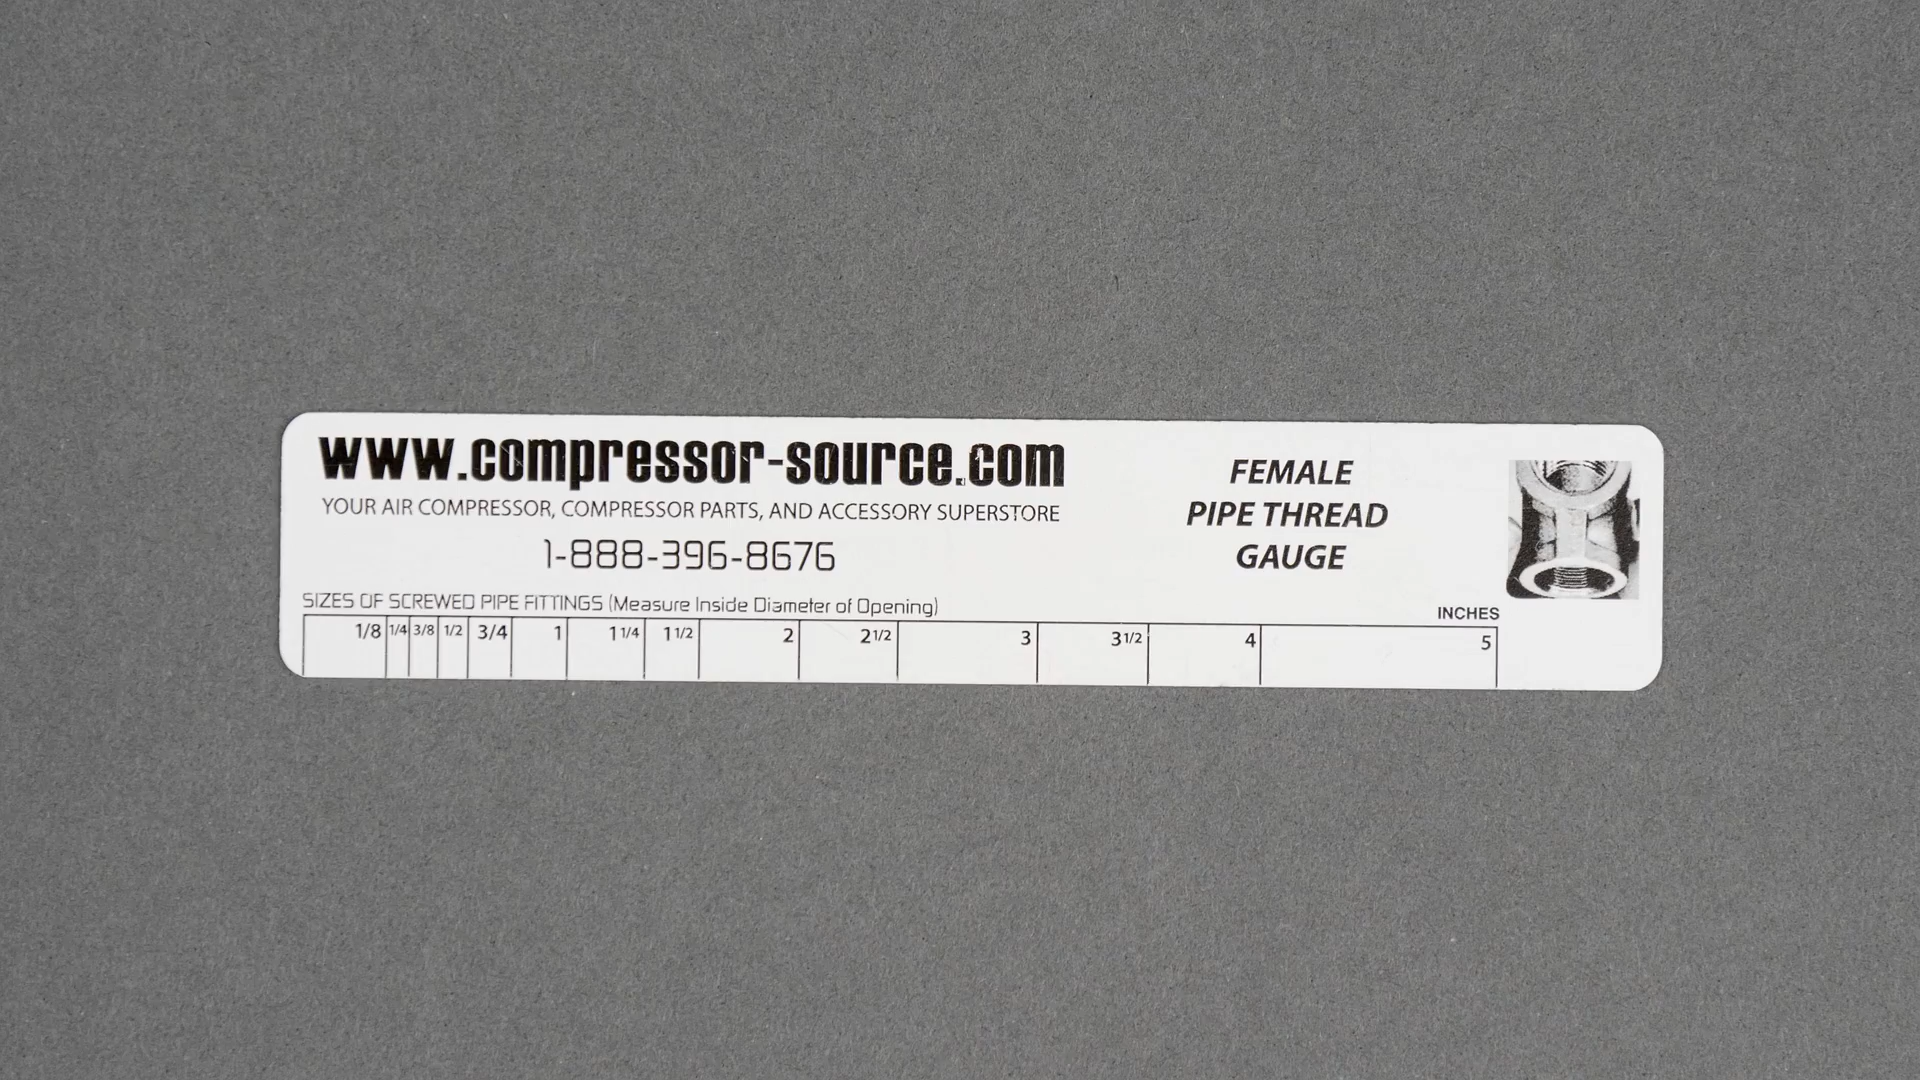 www.compressor-source.com
YOUR AIR COMPRESSOR, COMPRESSOR PARTS, AND ACCESSORY SUPERSTORE
1-888-396-8676
FEMALE
PIPE THREAD
GAUGE
SIZES OF SCREWED PIPE FITTINGS (Measure Inside Diameter of Opening)
INCHES
1/8 1/4 3/8 1/2 3/4 1 1 1/4 1 1/2 2 2 1/2 3 3 1/2 4 5